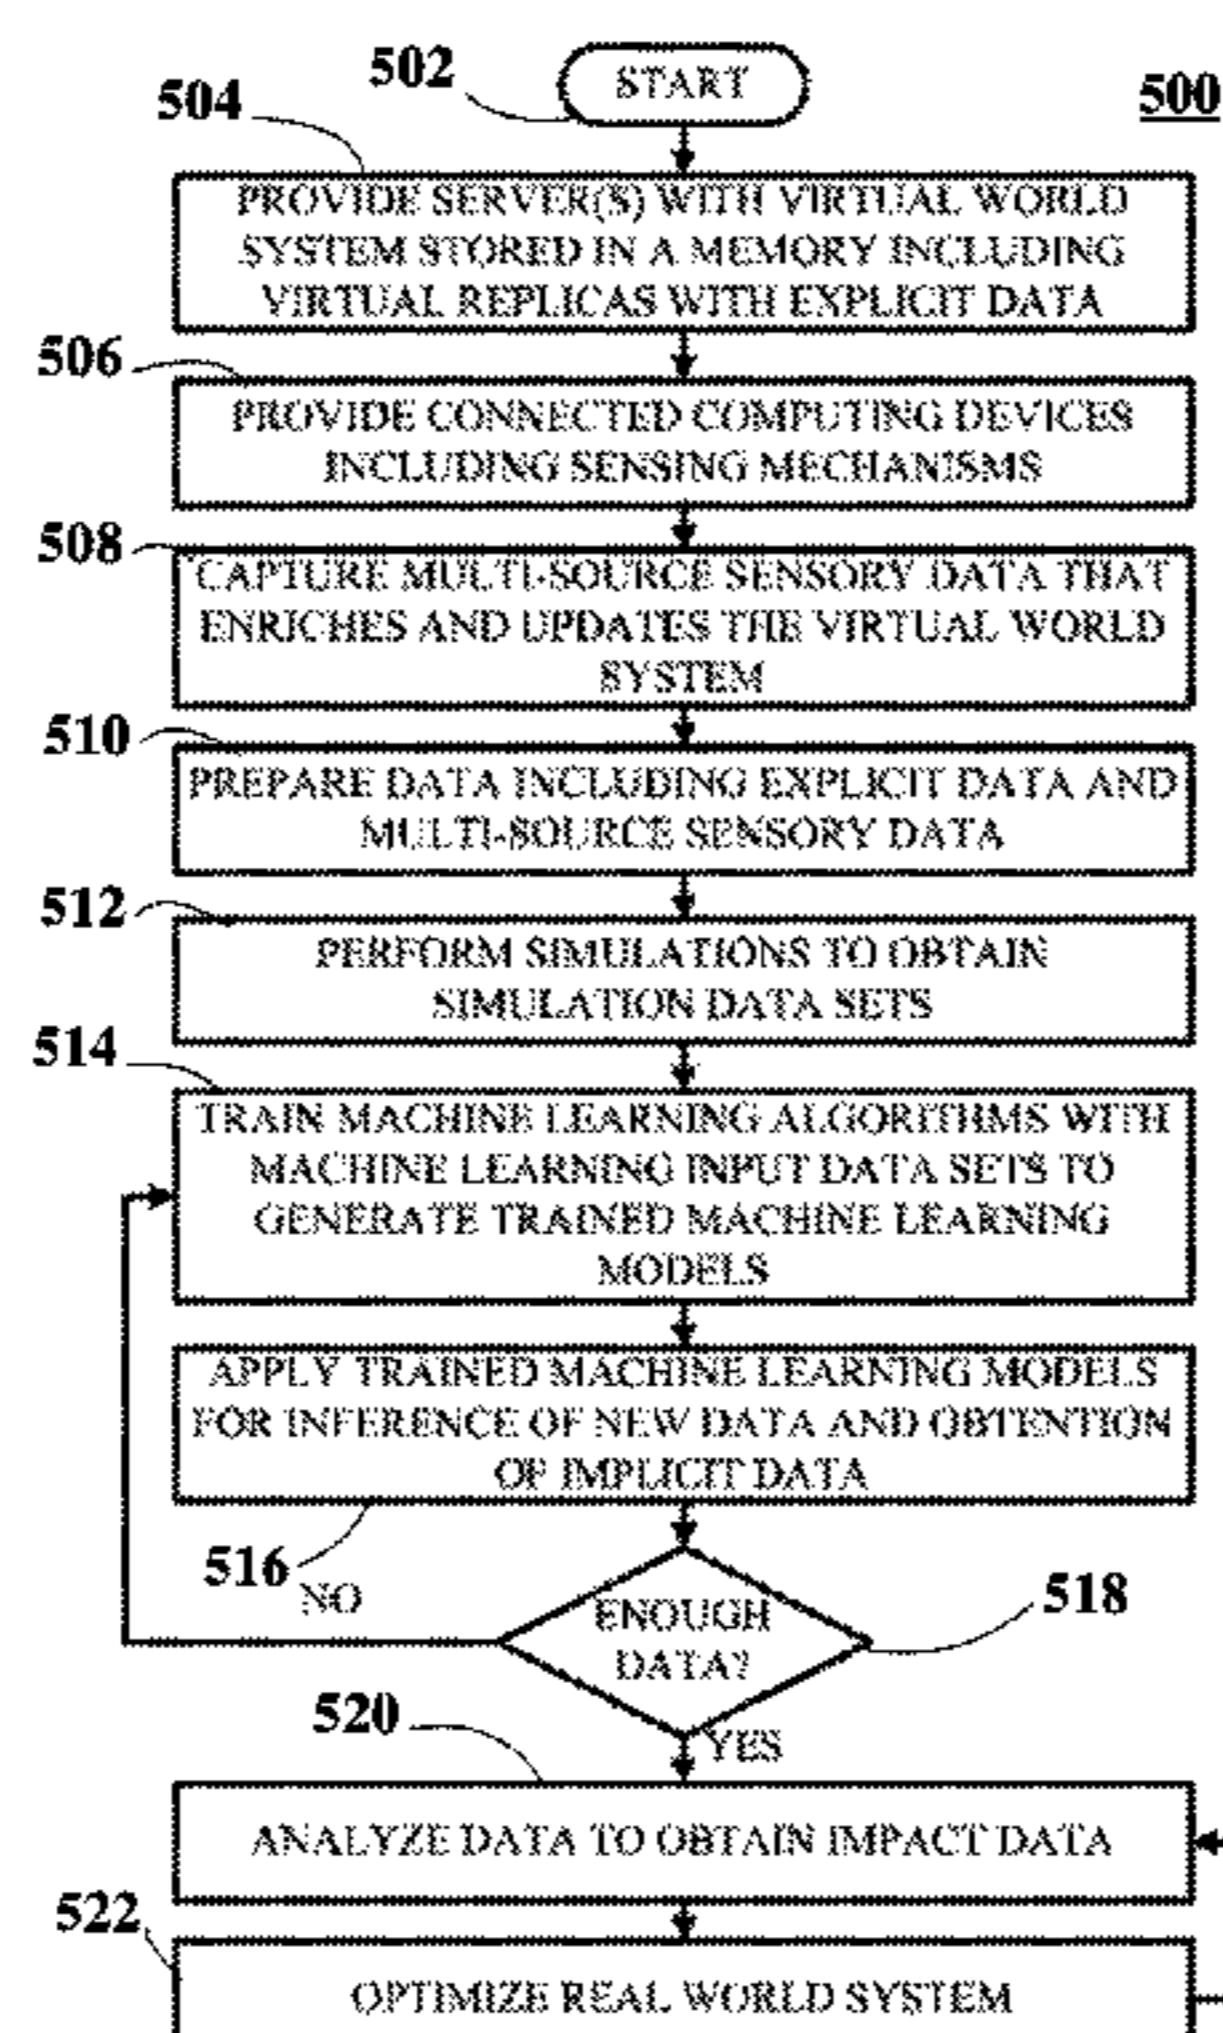 502
START
500
504
PROVIDE SERVER(S) WITH VIRTUAL WORLD
SYSTEM STORED IN A MEMORY INCLUDING
VIRTUAL REPLICAS WITH EXPLICIT DATA
506
PROVIDE CONNECTED COMPUTING DEVICES
INCLUDING SENSING MECHANISMS
508
CAPTURE MULTI-SOURCE SENSORY DATA THAT
ENRICHES AND UPDATES THE VIRTUAL WORLD
SYSTEM
510
PREPARE DATA INCLUDING EXPLICIT DATA AND
MULTI-SOURCE SENSORY DATA
512
PERFORM SIMULATIONS TO OBTAIN
SIMULATION DATA SETS
514
TRAIN MACHINE LEARNING ALGORITHMS WITH
MACHINE LEARNING INPUT DATA SETS TO
GENERATE TRAINED MACHINE LEARNING
MODELS
APPLY TRAINED MACHINE LEARNING MODELS
FOR INFERENCE OF NEW DATA AND OBTENTION
OF IMPLICIT DATA
516
NO
ENOUGH
DATA?
518
520
YES
ANALYZE DATA TO OBTAIN IMPACT DATA
522
OPTIMIZE REAL WORLD SYSTEM